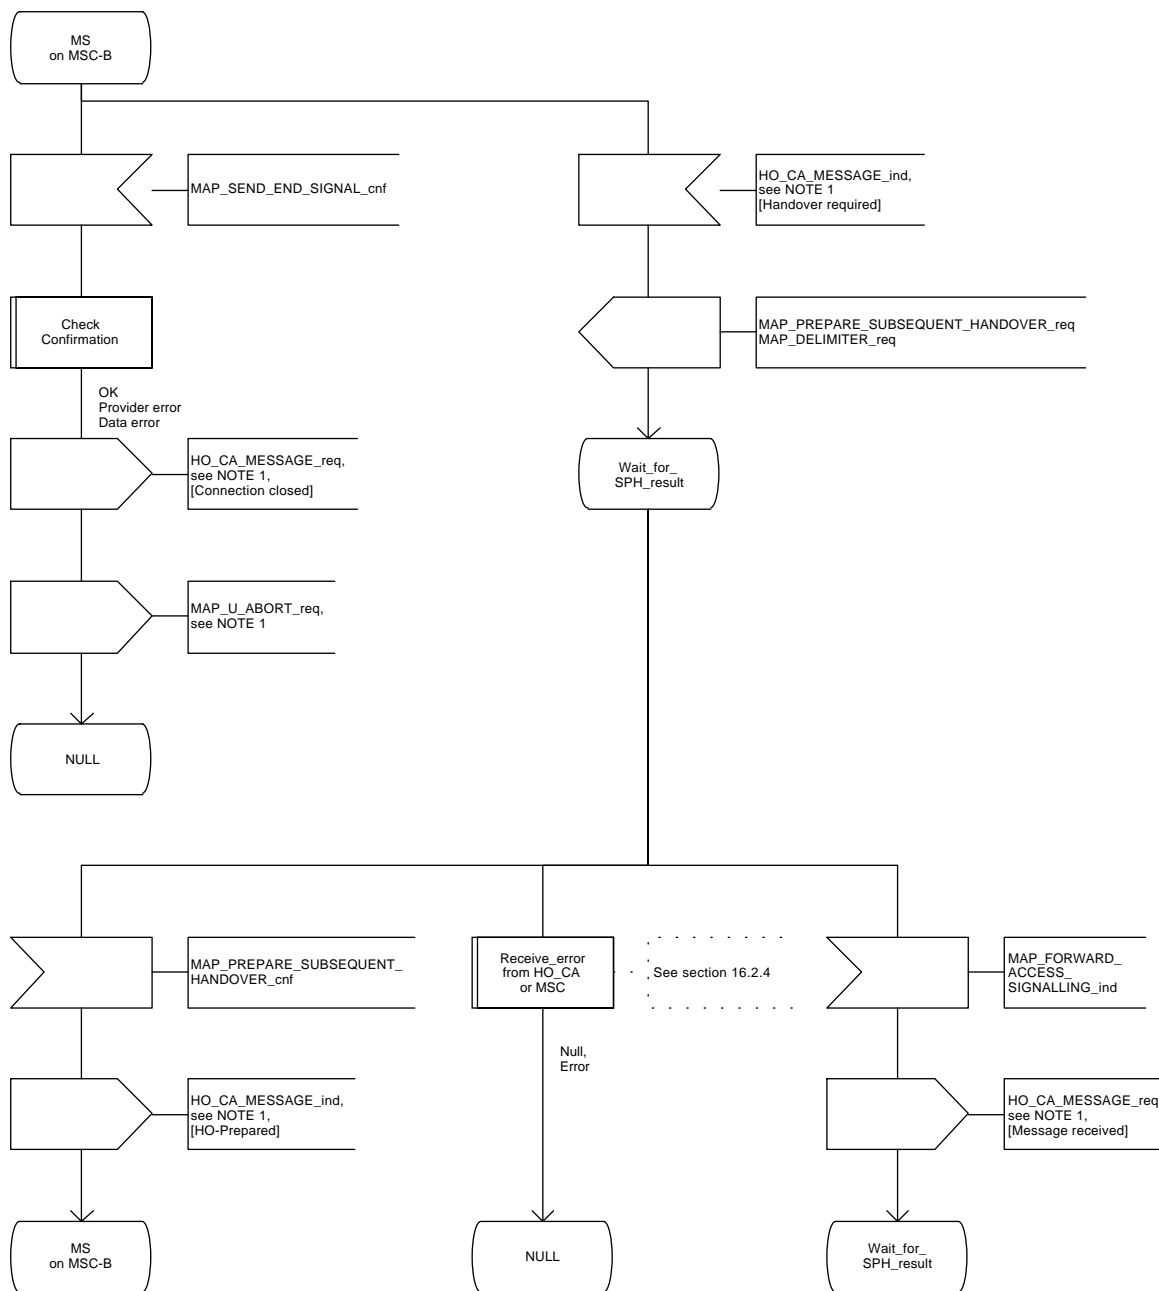 MS
on MSC-B
MAP_SEND_END_SIGNAL_cnf
HO_CA_MESSAGE_ind,
see NOTE 1
[Handover required]
Check
Confirmation
MAP_PREPARE_SUBSEQUENT_HANDOVER_req
MAP_DELIMITER_req
OK
Provider error
Data error
HO_CA_MESSAGE_req,
see NOTE 1,
[Connection closed]
Wait_for_
SPH_result
MAP_U_ABORT_req,
see NOTE 1
NULL
MAP_PREPARE_SUBSEQUENT_
HANDOVER_cnf
Receive_error
from HO_CA
or MSC
See section 16.2.4
MAP_FORWARD_
ACCESS_
SIGNALLING_ind
Null,
Error
HO_CA_MESSAGE_ind,
see NOTE 1,
[HO-Prepared]
HO_CA_MESSAGE_req
see NOTE 1,
[Message received]
MS
on MSC-B
NULL
Wait_for_
SPH_result